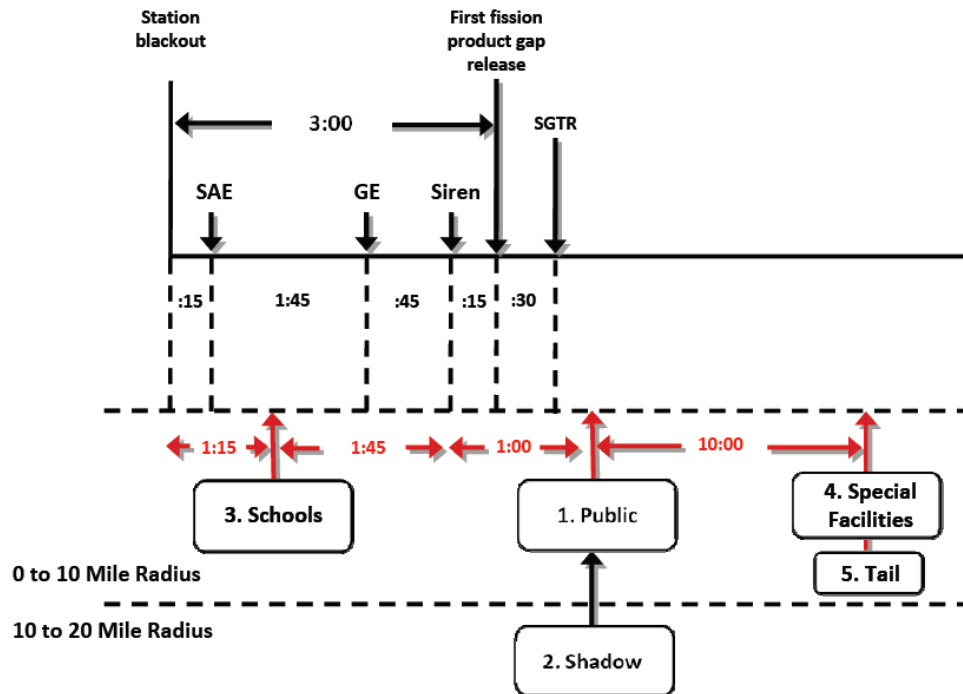 Station
blackout
First fission
product gap
release
3:00
SGTR
SAE
GE
Siren
:15
1:45
:45
:15
:30
1:15
1:45
1:00
10:00
3. Schools
1. Public
4. Special
Facilities
0 to 10 Mile Radius
5. Tail
10 to 20 Mile Radius
2. Shadow